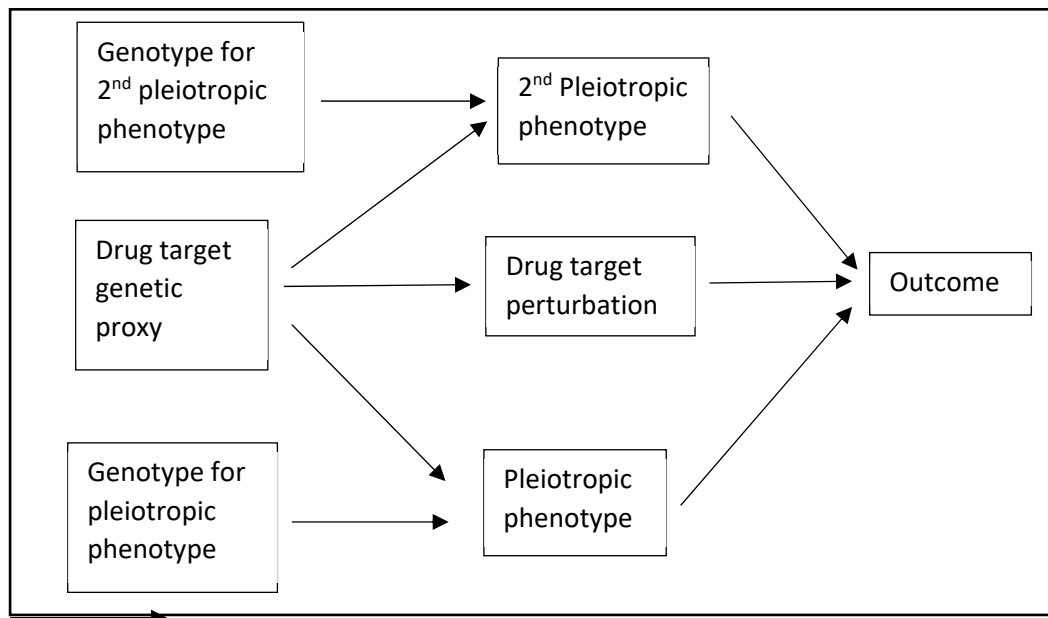 Genotype for
2nd pleiotropic
phenotype
2nd Pleiotropic
phenotype
Drug target
genetic
proxy
Drug target
perturbation
Outcome
Genotype for
pleiotropic
phenotype
Pleiotropic
phenotype